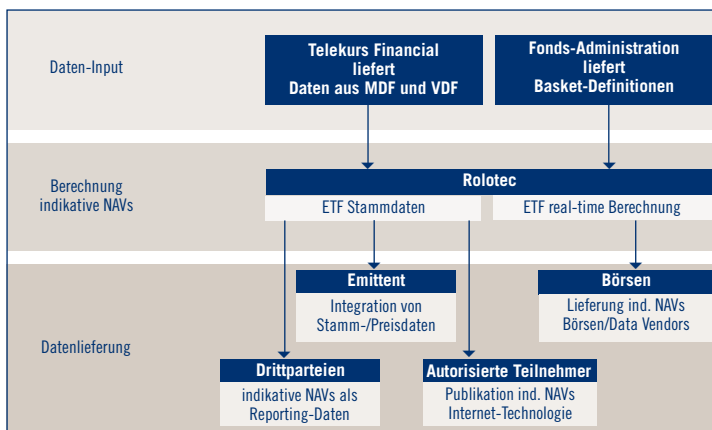 Daten-Input
Telekurs Financial
liefert
Daten aus MDF und VDF
Fonds-Administration
liefert
Basket-Definitionen
Berechnung
indikative NAVs
Rolotec
ETF Stammdaten
ETF real-time Berechnung
Datenlieferung
Emittent
Integration von
Stamm-/Preisdaten
Börsen
Lieferung ind. NAVs
Börsen/Data Vendors
Drittparteien
indikative NAVs als
Reporting-Daten
Autorisierte Teilnehmer
Publikation ind. NAVs
Internet-Technologie